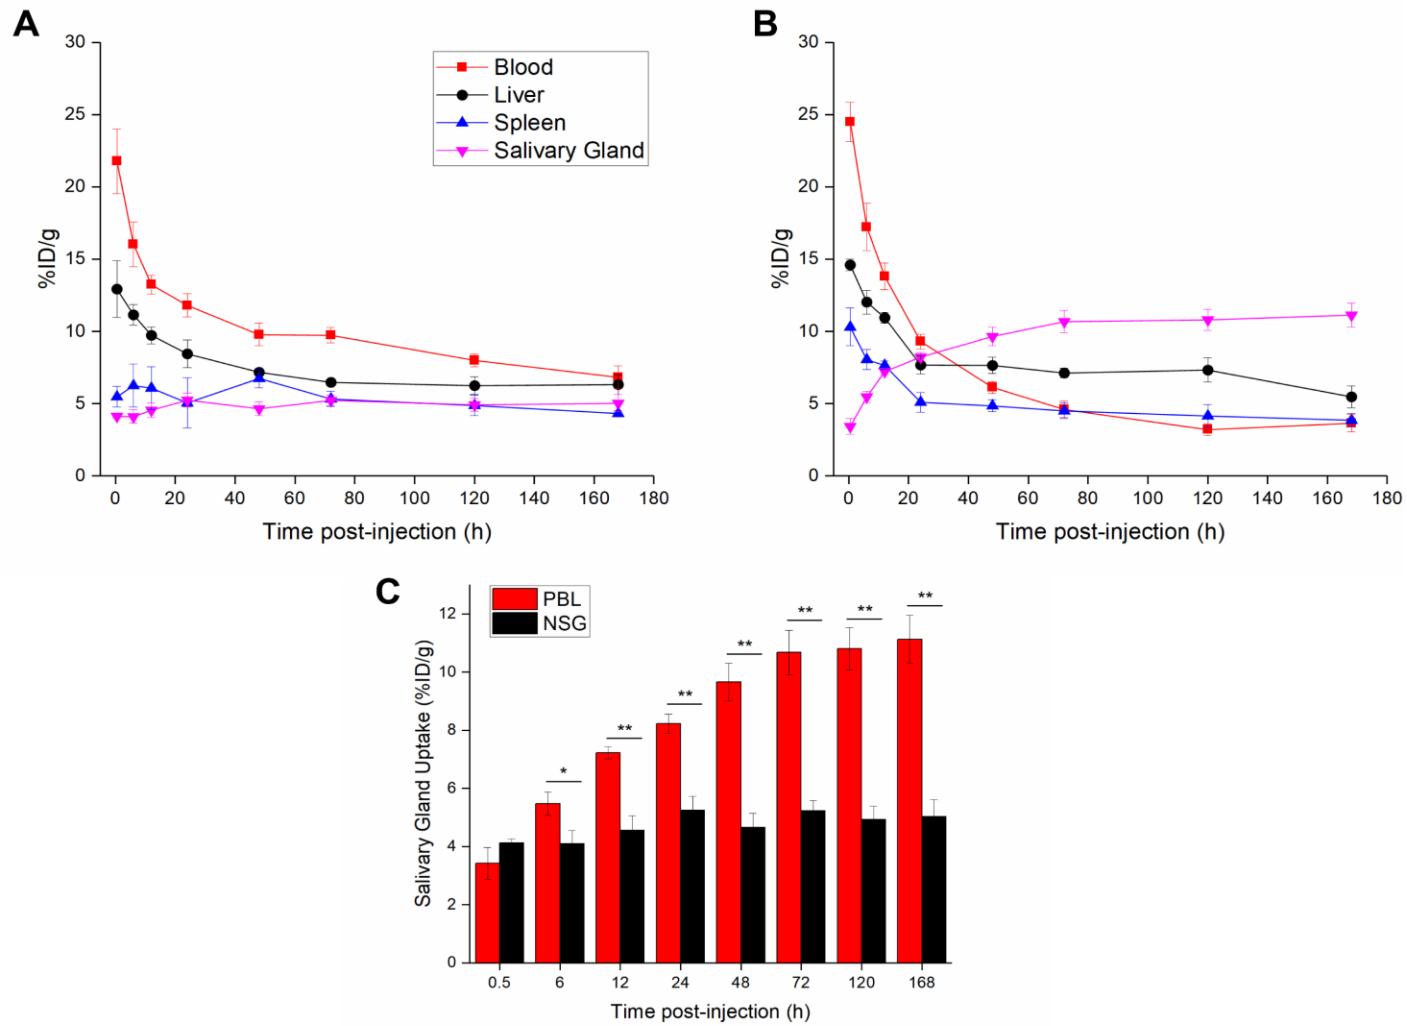 A
30
25
20
15
10
5
0
%ID/g
Blood
Liver
Spleen
Salivary Gland
0 20 40 60 80 100 120 140 160 180
Time post-injection (h)
B
30
25
20
15
10
5
0
%ID/g
0 20 40 60 80 100 120 140 160 180
Time post-injection (h)
C
PBL
NSG
12
10
8
6
4
2
0
Salivary Gland Uptake (%ID/g)
* ** ** ** ** ** **
0.5 6 12 24 48 72 120 168
Time post-injection (h)